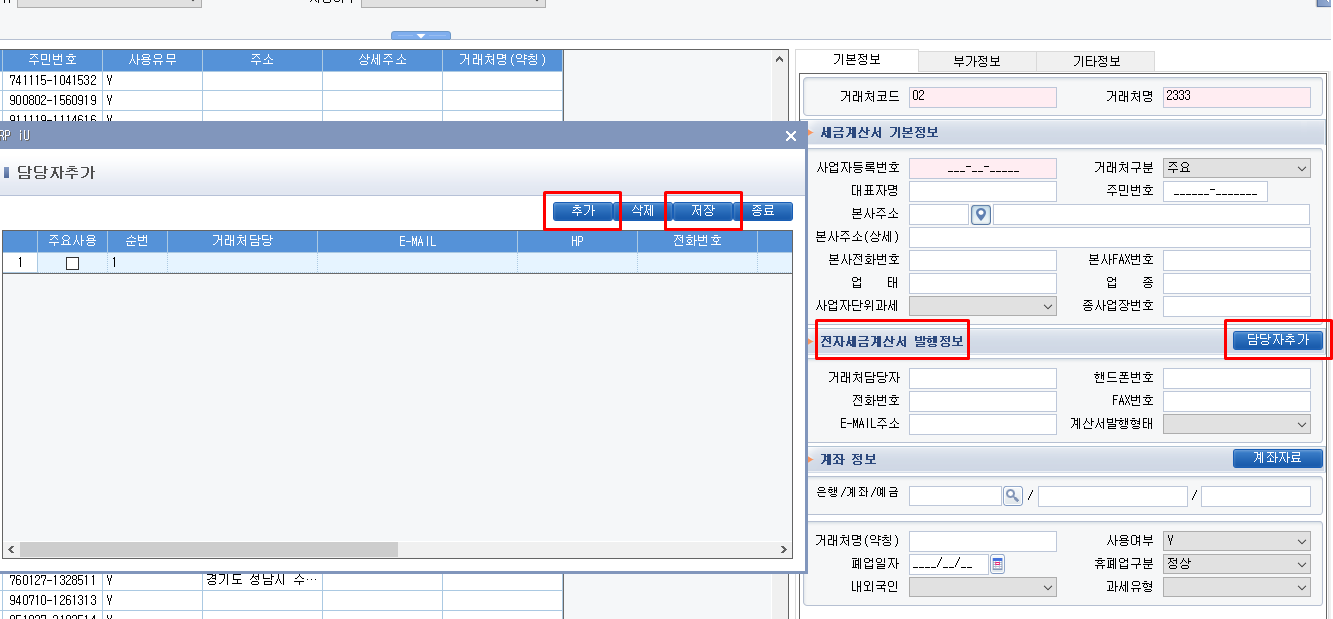 주민번호 사용유무 주소 상세주소 거래처명(약칭)
741115-1041532 Y
900802-1560919 Y
911119-1114616 Y
RP iU
담당자추가
추가 삭제 저장 종료
주요사용 순번 거래처담당 E-MAIL HP 전화번호
1 1
760127-1328511 Y 경기도 성남시 수…
940710-1261313 Y
기본정보 부가정보 기타정보
거래처코드 02 거래처명 2333
세금계산서 기본정보
사업자등록번호 ___-__-_____ 거래처구분 주요
대표자명 주민번호 ______-_______
본사주소
본사주소(상세)
본사전화번호 본사FAX번호
업 태 업 종
사업자단위과세 종사업장번호
전자세금계산서 발행정보 담당자추가
거래처담당자 핸드폰번호
전화번호 FAX번호
E-MAIL주소 계산서발행형태
계좌 정보 계좌자료
은행/계좌/예금 / /
거래처명(약칭) 사용여부 Y
폐업일자 ____/__/__ 휴폐업구분 정상
내외국인 과세유형